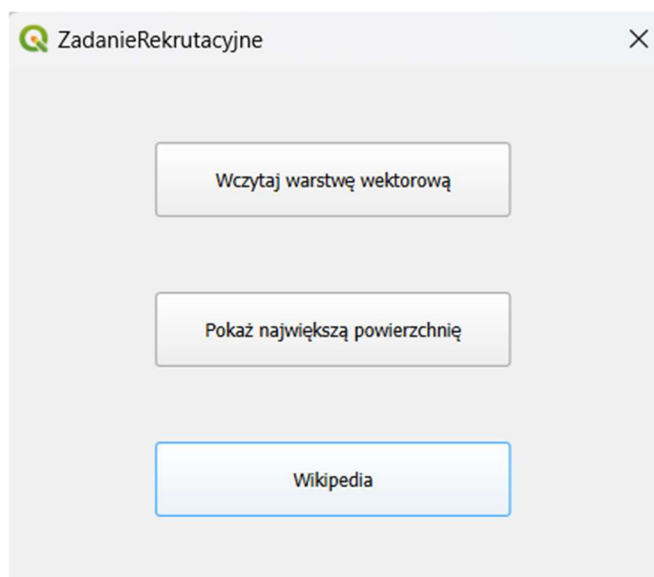 ZadanieRekrutacyjne
Wczytaj warstwę wektorową
Pokaż największą powierzchnię
Wikipedia